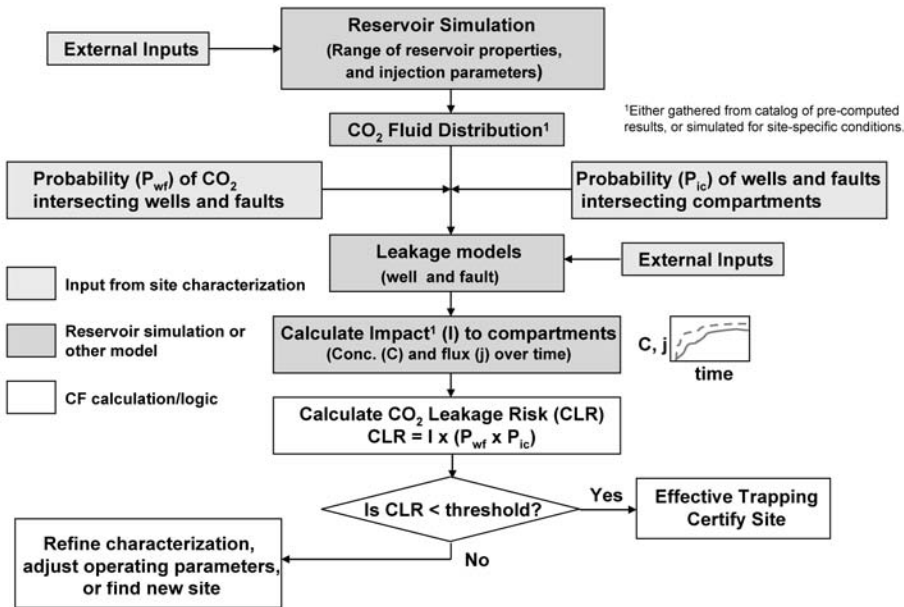 Reservoir Simulation
(Range of reservoir properties,
and injection parameters)
External Inputs
¹Either gathered from catalog of pre-computed
results, or simulated for site-specific conditions.
CO₂ Fluid Distribution¹
Probability (P_wf) of CO₂
intersecting wells and faults
Probability (P_ic) of wells and faults
intersecting compartments
Leakage models
(well and fault)
External Inputs
Input from site characterization
Reservoir simulation or
other model
CF calculation/logic
Calculate Impact¹ (I) to compartments
(Conc. (C) and flux (j) over time)
C, j
time
Calculate CO₂ Leakage Risk (CLR)
CLR = I x (P_wf x P_ic)
Is CLR < threshold?
Yes
Effective Trapping
Certify Site
No
Refine characterization,
adjust operating parameters,
or find new site